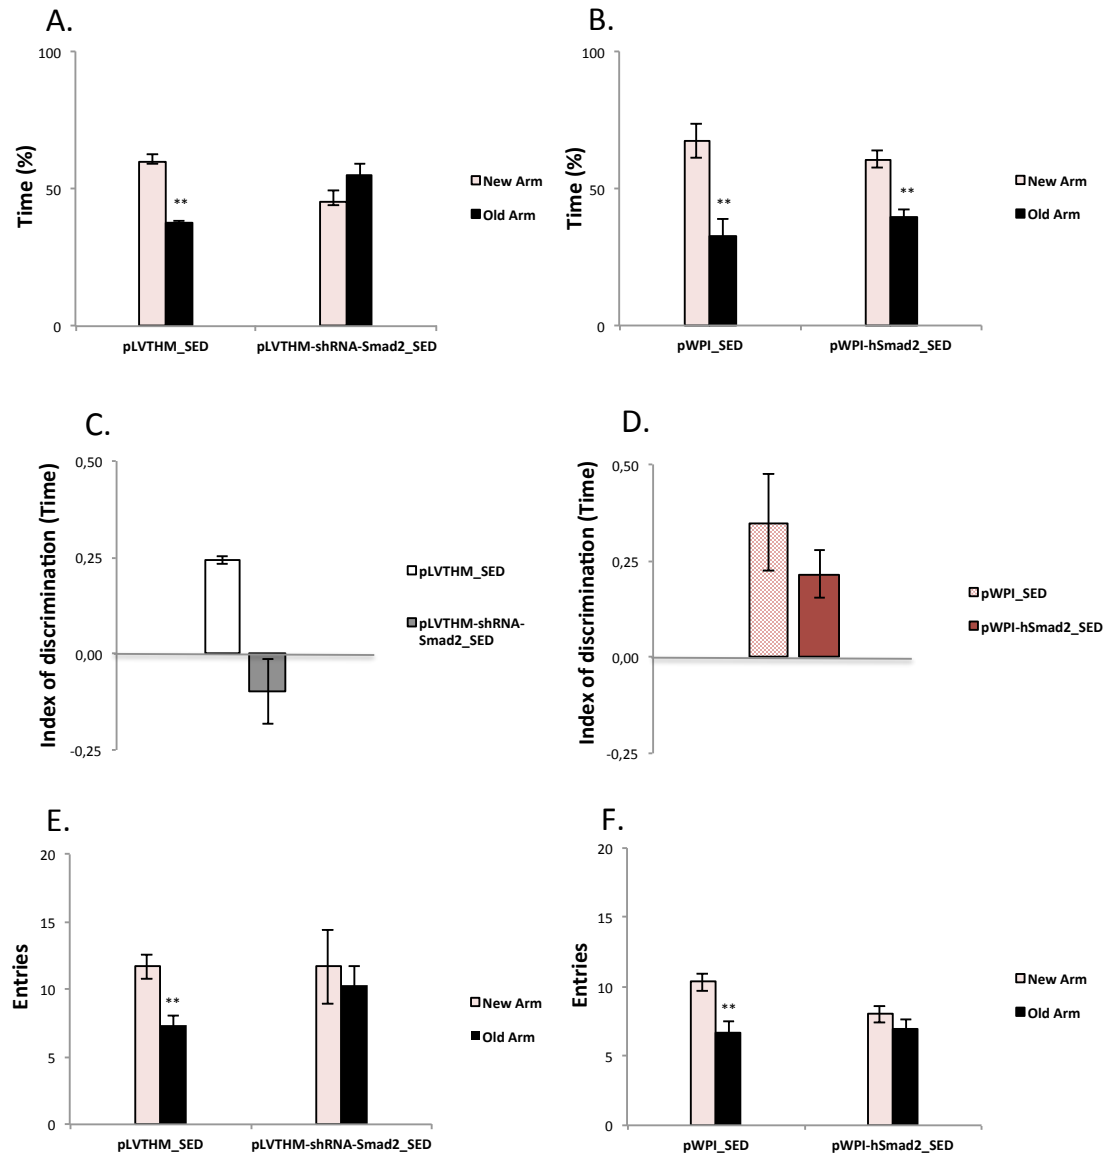 A.
100
50
0
Time (%)
**
New Arm
Old Arm
pLVTHM_SED
pLVTHM-shRNA-Smad2_SED
B.
100
50
0
Time (%)
**
**
New Arm
Old Arm
pWPI_SED
pWPI-hSmad2_SED
C.
0,50
0,25
0,00
-0,25
Index of discrimination (Time)
pLVTHM_SED
pLVTHM-shRNA-
Smad2_SED
D.
0,50
0,25
0,00
-0,25
Index of discrimination (Time)
pWPI_SED
pWPI-hSmad2_SED
E.
20
15
10
5
0
Entries
**
New Arm
Old Arm
pLVTHM_SED
pLVTHM-shRNA-Smad2_SED
F.
20
15
10
5
0
Entries
**
New Arm
Old Arm
pWPI_SED
pWPI-hSmad2_SED